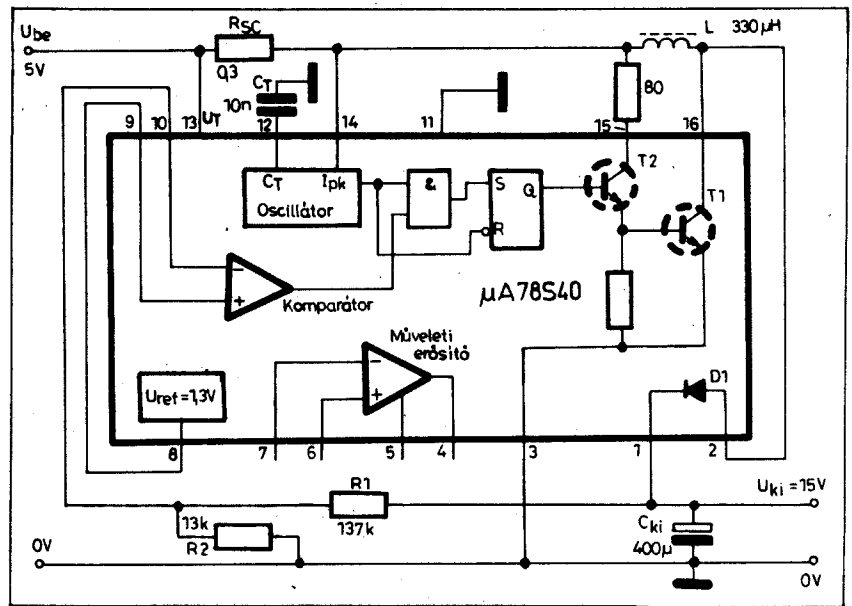 Ube
5V
RSC
0,3
CT
10n
L 330µH
80
9 10 13 UT 12 14 11 15 16
CT Ipk
Oszillátor
&
S Q
R
T2
T1
Komparátor
µA78S40
Műveleti
erősítő
Uref=1,3V
D1
8 7 6 5 4 3 1 2
R1
137k
Uki=15V
13k
R2
Cki
400µ
0V
0V